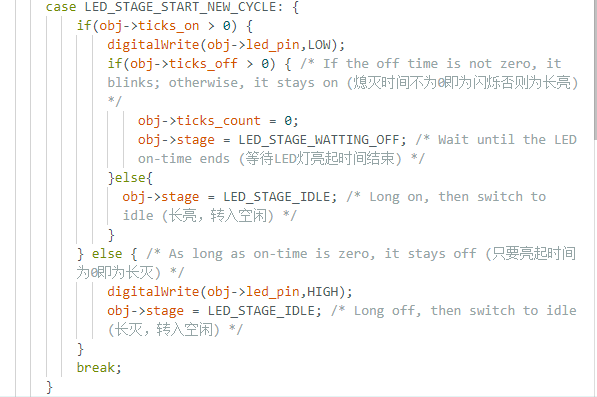 case LED_STAGE_START_NEW_CYCLE: {
if(obj->ticks_on > 0) {
digitalWrite(obj->led_pin,LOW);
if(obj->ticks_off > 0) { /* If the off time is not zero, it
blinks; otherwise, it stays on (熄灭时间不为0即为闪烁否则为长亮)
*/
obj->ticks_count = 0;
obj->stage = LED_STAGE_WATTING_OFF; /* Wait until the LED
on-time ends (等待LED灯亮起时间结束) */
}else{
obj->stage = LED_STAGE_IDLE; /* Long on, then switch to
idle (长亮，转入空闲) */
}
} else { /* As long as on-time is zero, it stays off (只要亮起时间
为0即为长灭) */
digitalWrite(obj->led_pin,HIGH);
obj->stage = LED_STAGE_IDLE; /* Long off, then switch to idle
(长灭，转入空闲) */
}
break;
}